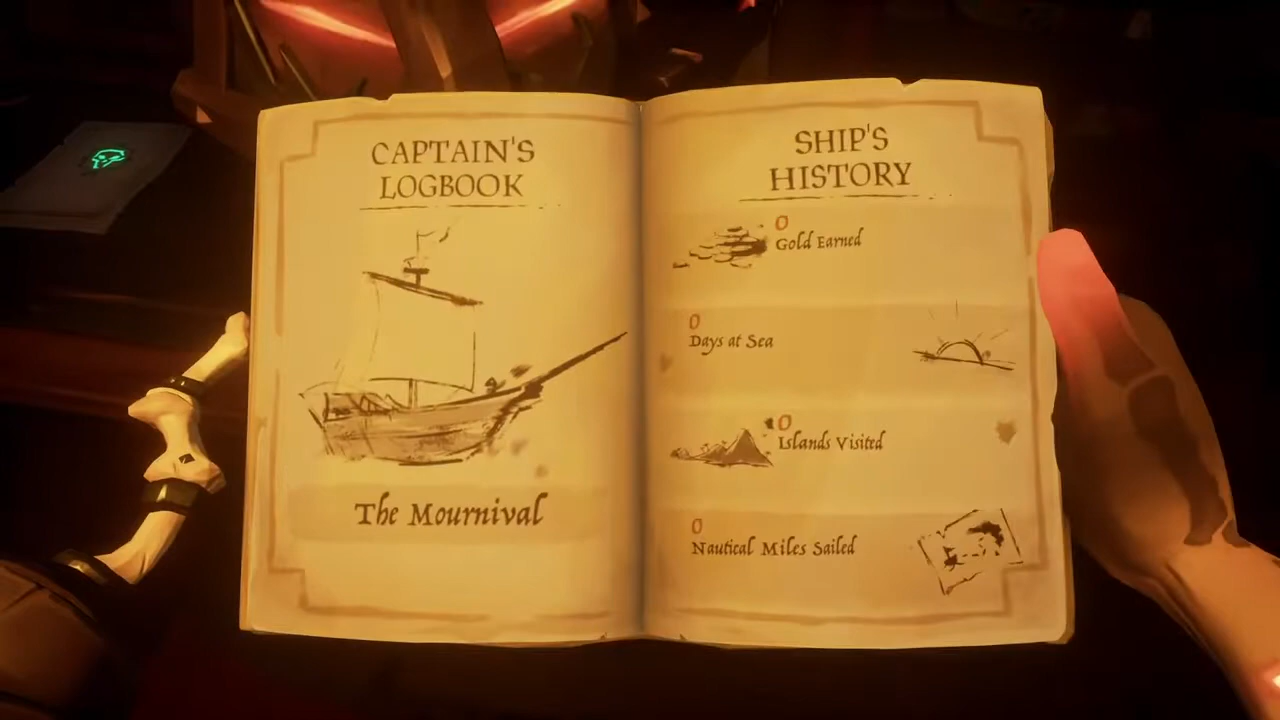 CAPTAIN'S
LOGBOOK
The Mournival
SHIP'S
HISTORY
0
Gold Earned
0
Days at Sea
0
Islands Visited
0
Nautical Miles Sailed